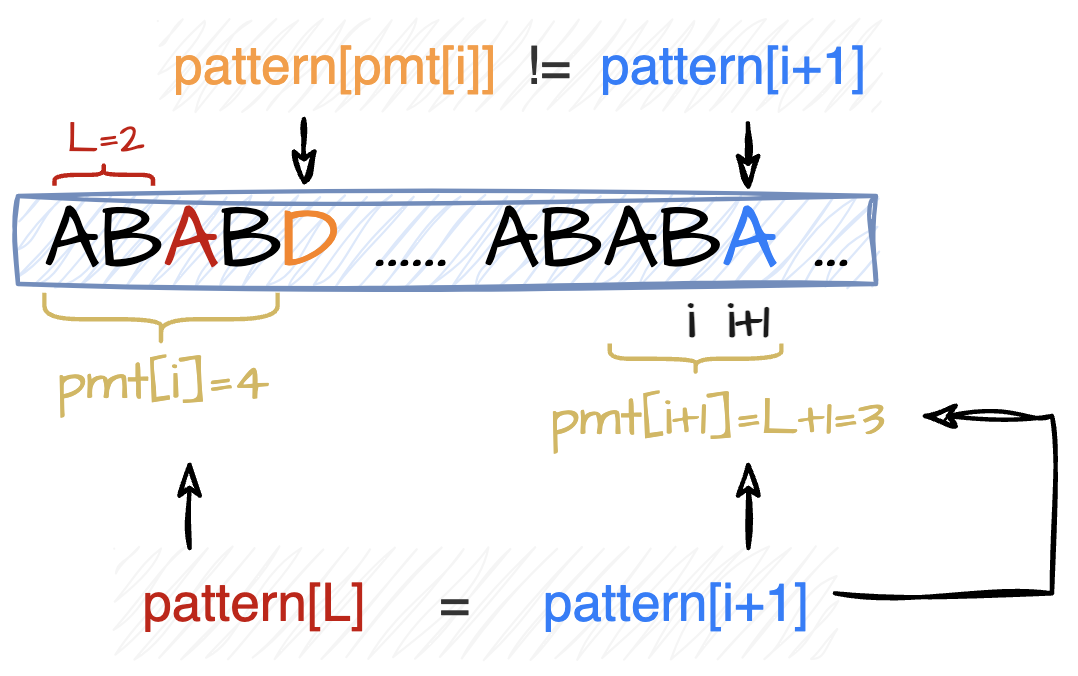 pattern[pmt[i]] != pattern[i+1]
L=2
ABABD ...... ABABA ...
i i+1
pmt[i]=4
pmt[i+1]=L+1=3
pattern[L] = pattern[i+1]